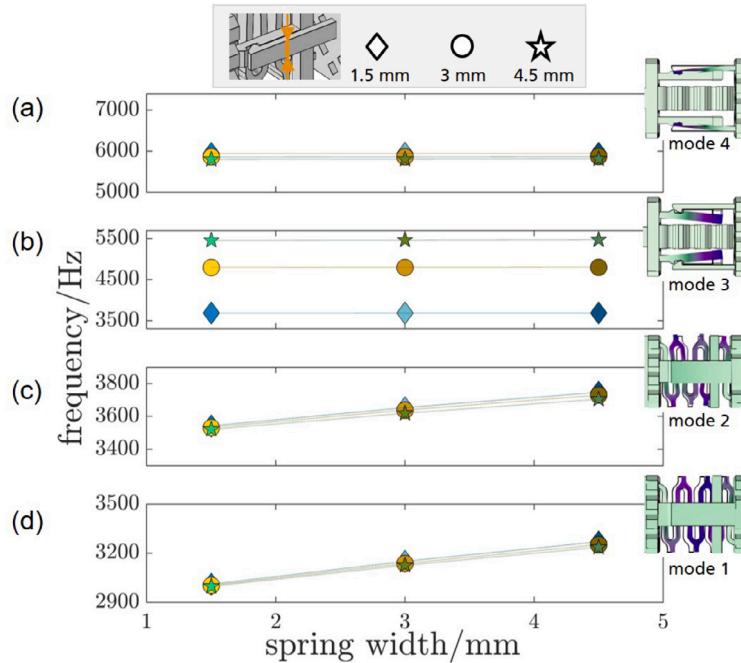 1.5 mm 3 mm 4.5 mm
(a)
7000
6000
5000
mode 4
(b)
5500
4500
3500
mode 3
(c)
3800
3600
3400
mode 2
(d)
3500
3200
2900
mode 1
frequency/Hz
1 2 3 4 5
spring width/mm